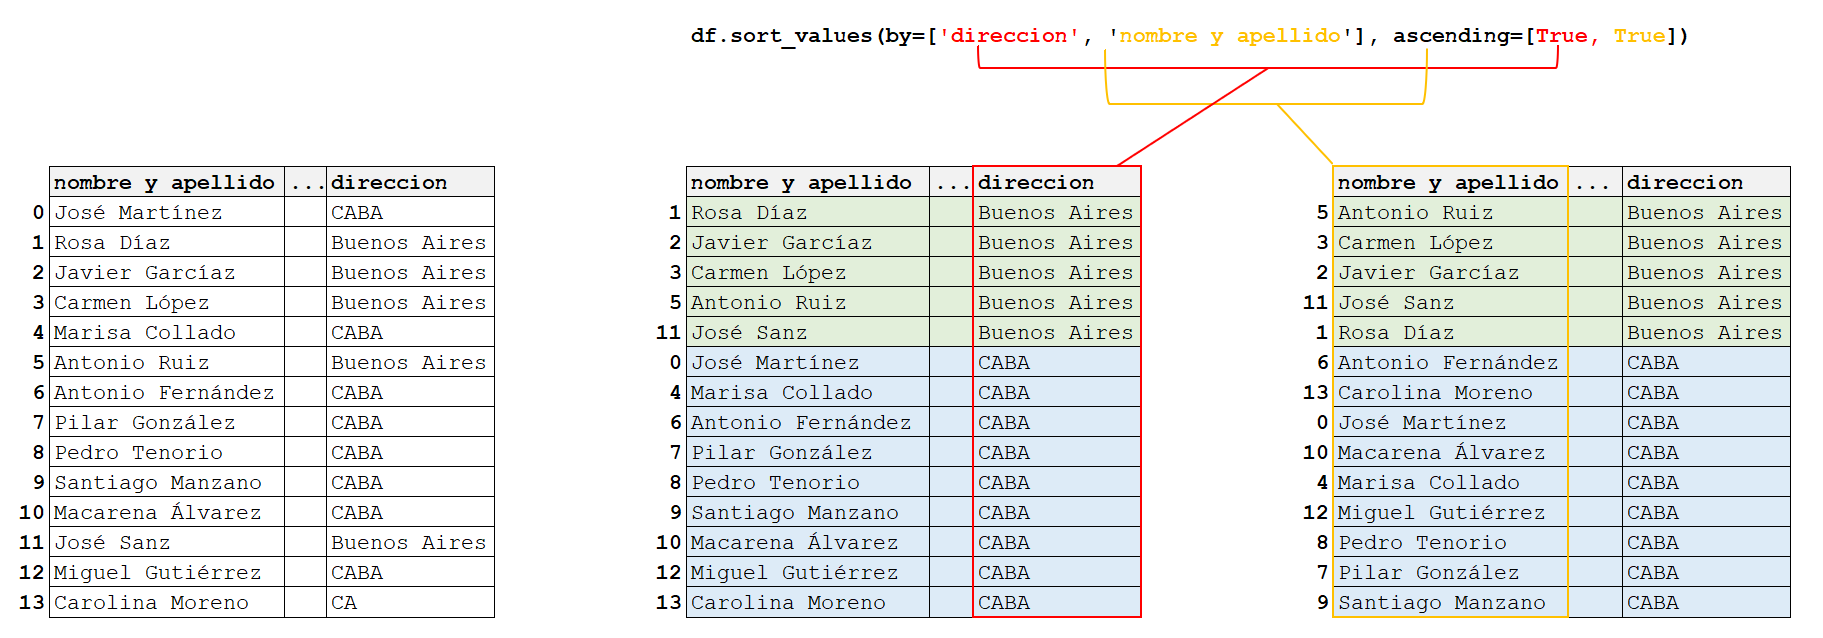 df.sort_values(by=['direccion', 'nombre y apellido'], ascending=[True, True])
nombre y apellido ... direccion
0 José Martínez CABA
1 Rosa Díaz Buenos Aires
2 Javier Garcíaz Buenos Aires
3 Carmen López Buenos Aires
4 Marisa Collado CABA
5 Antonio Ruiz Buenos Aires
6 Antonio Fernández CABA
7 Pilar González CABA
8 Pedro Tenorio CABA
9 Santiago Manzano CABA
10 Macarena Álvarez CABA
11 José Sanz Buenos Aires
12 Miguel Gutiérrez CABA
13 Carolina Moreno CA
nombre y apellido ... direccion
1 Rosa Díaz Buenos Aires
2 Javier Garcíaz Buenos Aires
3 Carmen López Buenos Aires
5 Antonio Ruiz Buenos Aires
11 José Sanz Buenos Aires
0 José Martínez CABA
4 Marisa Collado CABA
6 Antonio Fernández CABA
7 Pilar González CABA
8 Pedro Tenorio CABA
9 Santiago Manzano CABA
10 Macarena Álvarez CABA
12 Miguel Gutiérrez CABA
13 Carolina Moreno CABA
nombre y apellido ... direccion
5 Antonio Ruiz Buenos Aires
3 Carmen López Buenos Aires
2 Javier Garcíaz Buenos Aires
11 José Sanz Buenos Aires
1 Rosa Díaz Buenos Aires
6 Antonio Fernández CABA
13 Carolina Moreno CABA
0 José Martínez CABA
10 Macarena Álvarez CABA
4 Marisa Collado CABA
12 Miguel Gutiérrez CABA
8 Pedro Tenorio CABA
7 Pilar González CABA
9 Santiago Manzano CABA